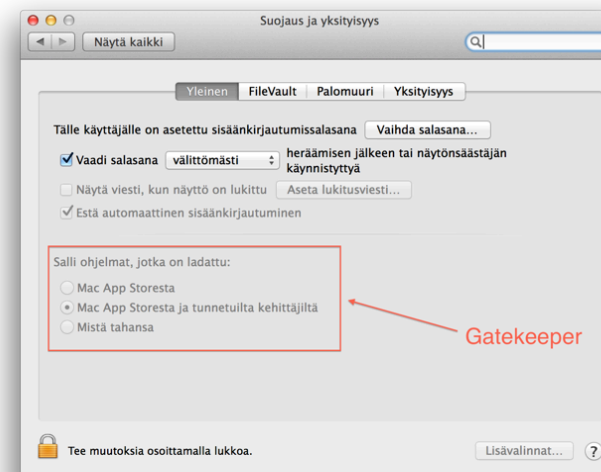 Suojaus ja yksityisyys
Näytä kaikki
Yleinen FileVault Palomuuri Yksityisyys
Tälle käyttäjälle on asetettu sisäänkirjautumissalasana Vaihda salasana...
Vaadi salasana välittömästi heräämisen jälkeen tai näytönsäästäjän
käynnistyttyä
Näytä viesti, kun näyttö on lukittu Aseta lukitusviesti...
Estä automaattinen sisäänkirjautuminen
Salli ohjelmat, jotka on ladattu:
Mac App Storesta
Mac App Storesta ja tunnetuilta kehittäjiltä
Mistä tahansa
Gatekeeper
Tee muutoksia osoittamalla lukkoa. Lisävalinnat... ?